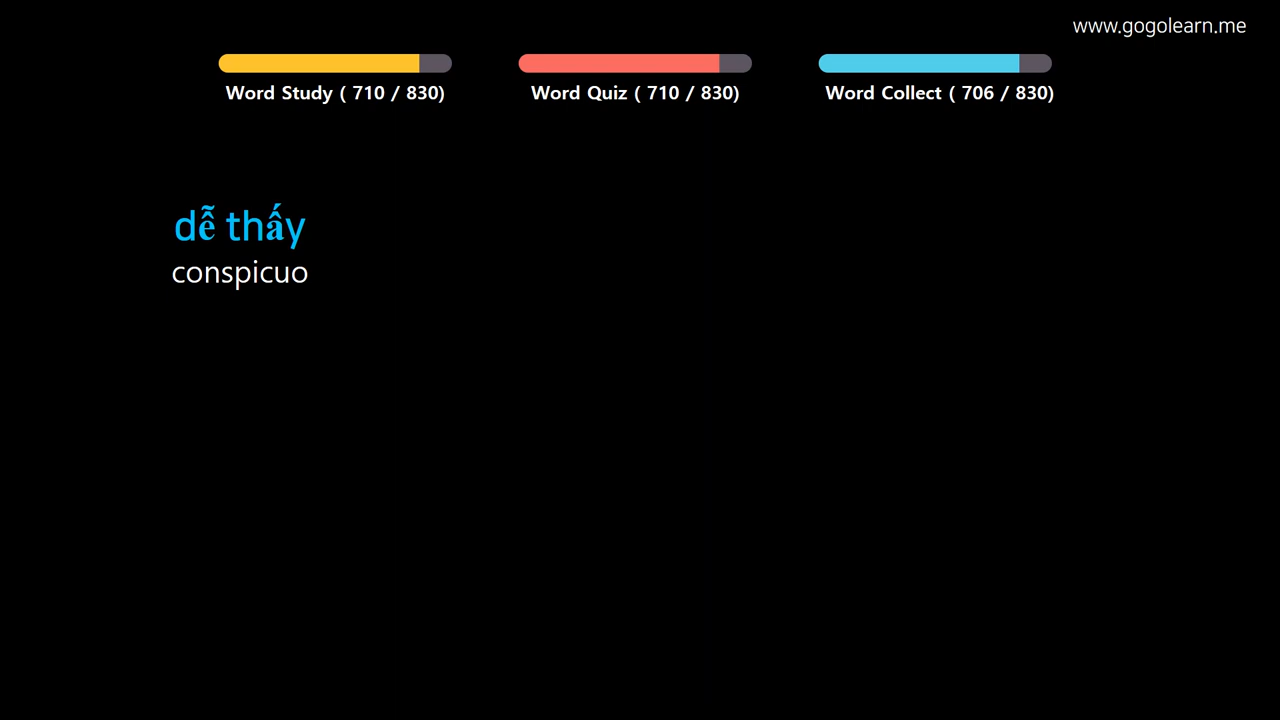 www.gogolearn.me
Word Study ( 710 / 830)
Word Quiz ( 710 / 830)
Word Collect ( 706 / 830)
dễ thấy
conspicuo